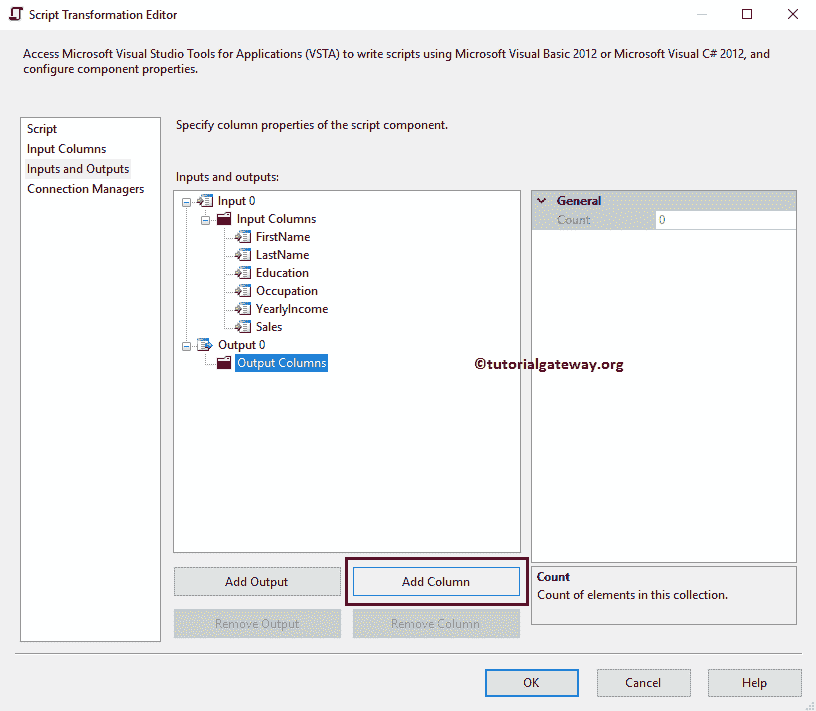 Script Transformation Editor
Access Microsoft Visual Studio Tools for Applications (VSTA) to write scripts using Microsoft Visual Basic 2012 or Microsoft Visual C# 2012, and
configure component properties.
Script
Input Columns
Inputs and Outputs
Connection Managers
Specify column properties of the script component.
Inputs and outputs:
Input 0
Input Columns
FirstName
LastName
Education
Occupation
YearlyIncome
Sales
Output 0
Output Columns
General
Count 0
©tutorialgateway.org
Add Output
Add Column
Remove Output
Remove Column
Count
Count of elements in this collection.
OK
Cancel
Help